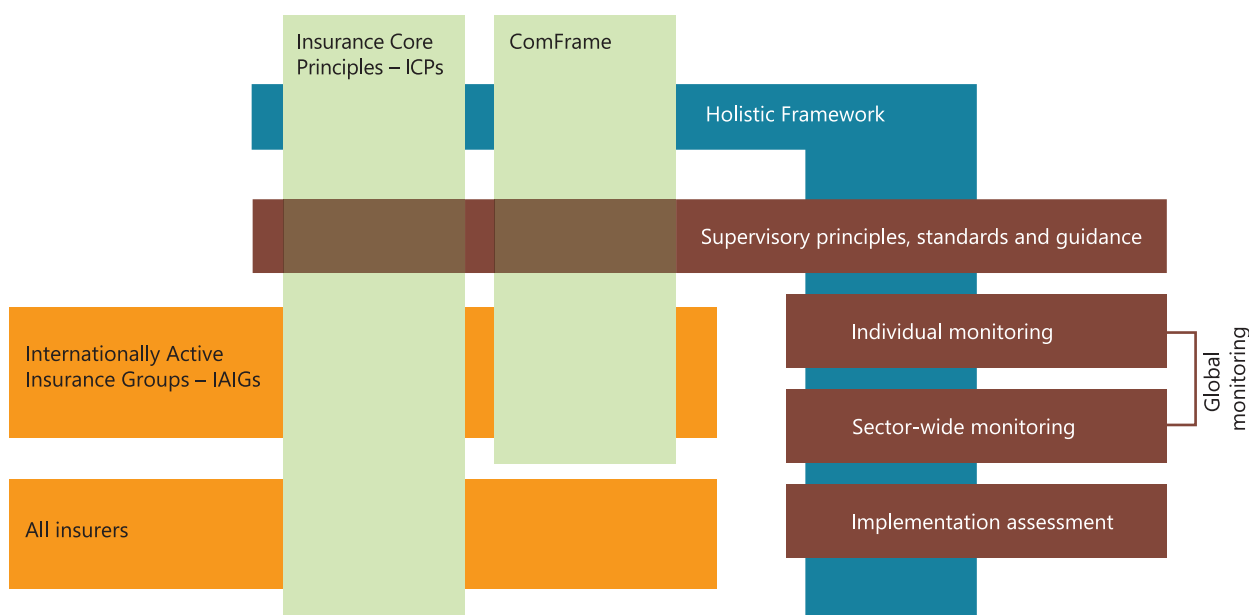 Insurance Core
Principles – ICPs
ComFrame
Holistic Framework
Supervisory principles, standards and guidance
Internationally Active
Insurance Groups – IAIGs
Individual monitoring
Sector-wide monitoring
Global
monitoring
All insurers
Implementation assessment